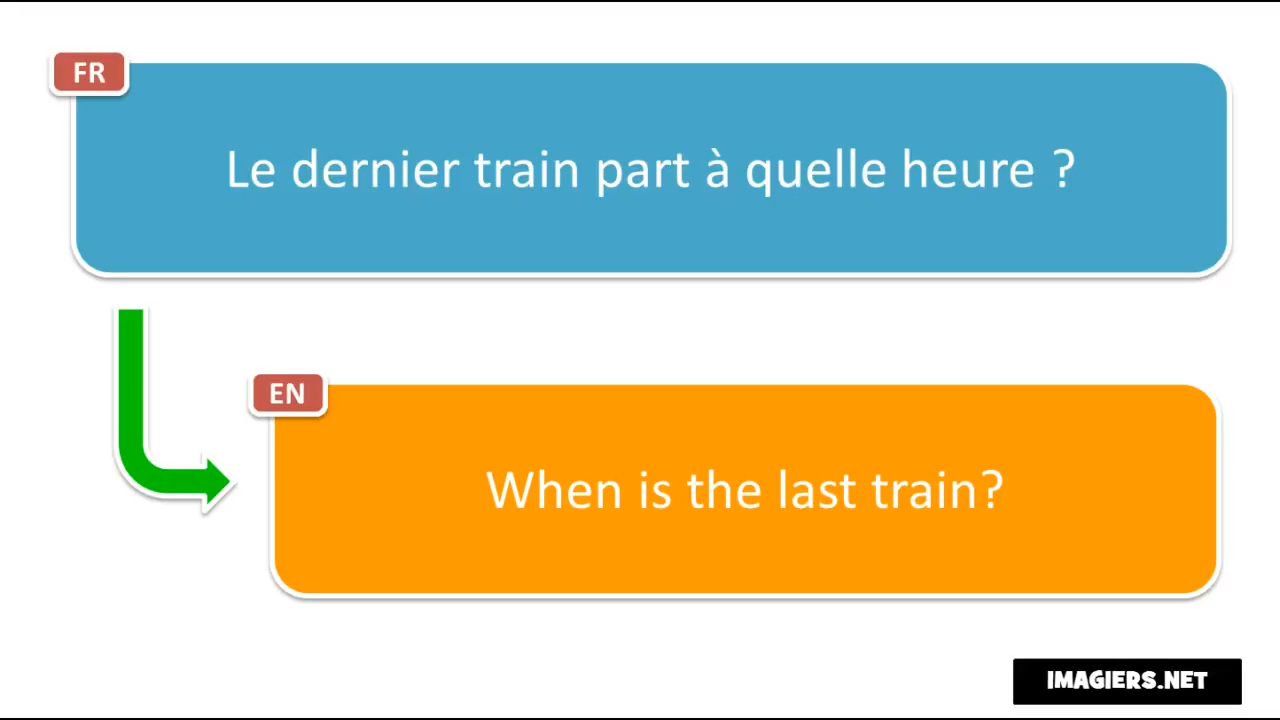 FR
Le dernier train part à quelle heure ?
EN
When is the last train?
IMAGIERS.NET